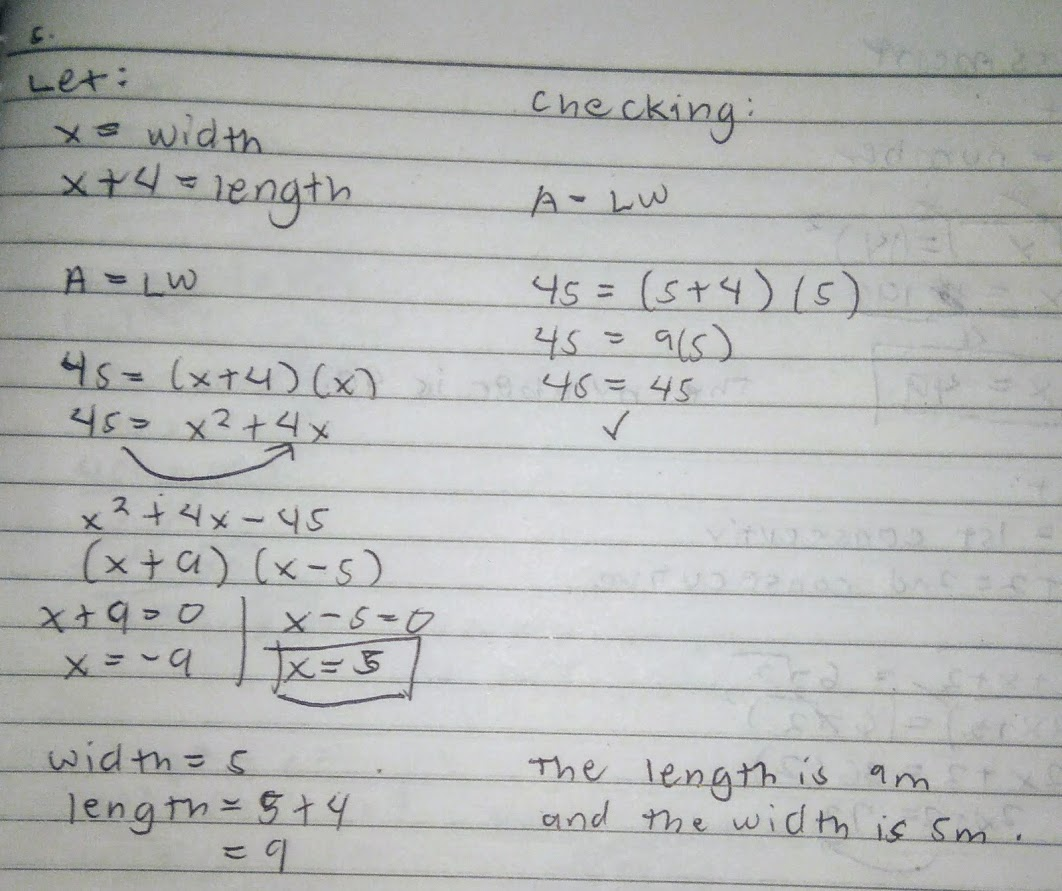 5.
Let:
x = width
x+4 = length
A = LW
45 = (x+4)(x)
45 = x²+4x
x²+4x-45
(x+9)(x-5)
x+9=0 | x-5=0
x=-9 | x=5
width = 5
length = 5+4
= 9
Checking:
A = LW
45 = (5+4)(5)
45 = 9(5)
45 = 45
✓
The length is 9m
and the width is 5m.